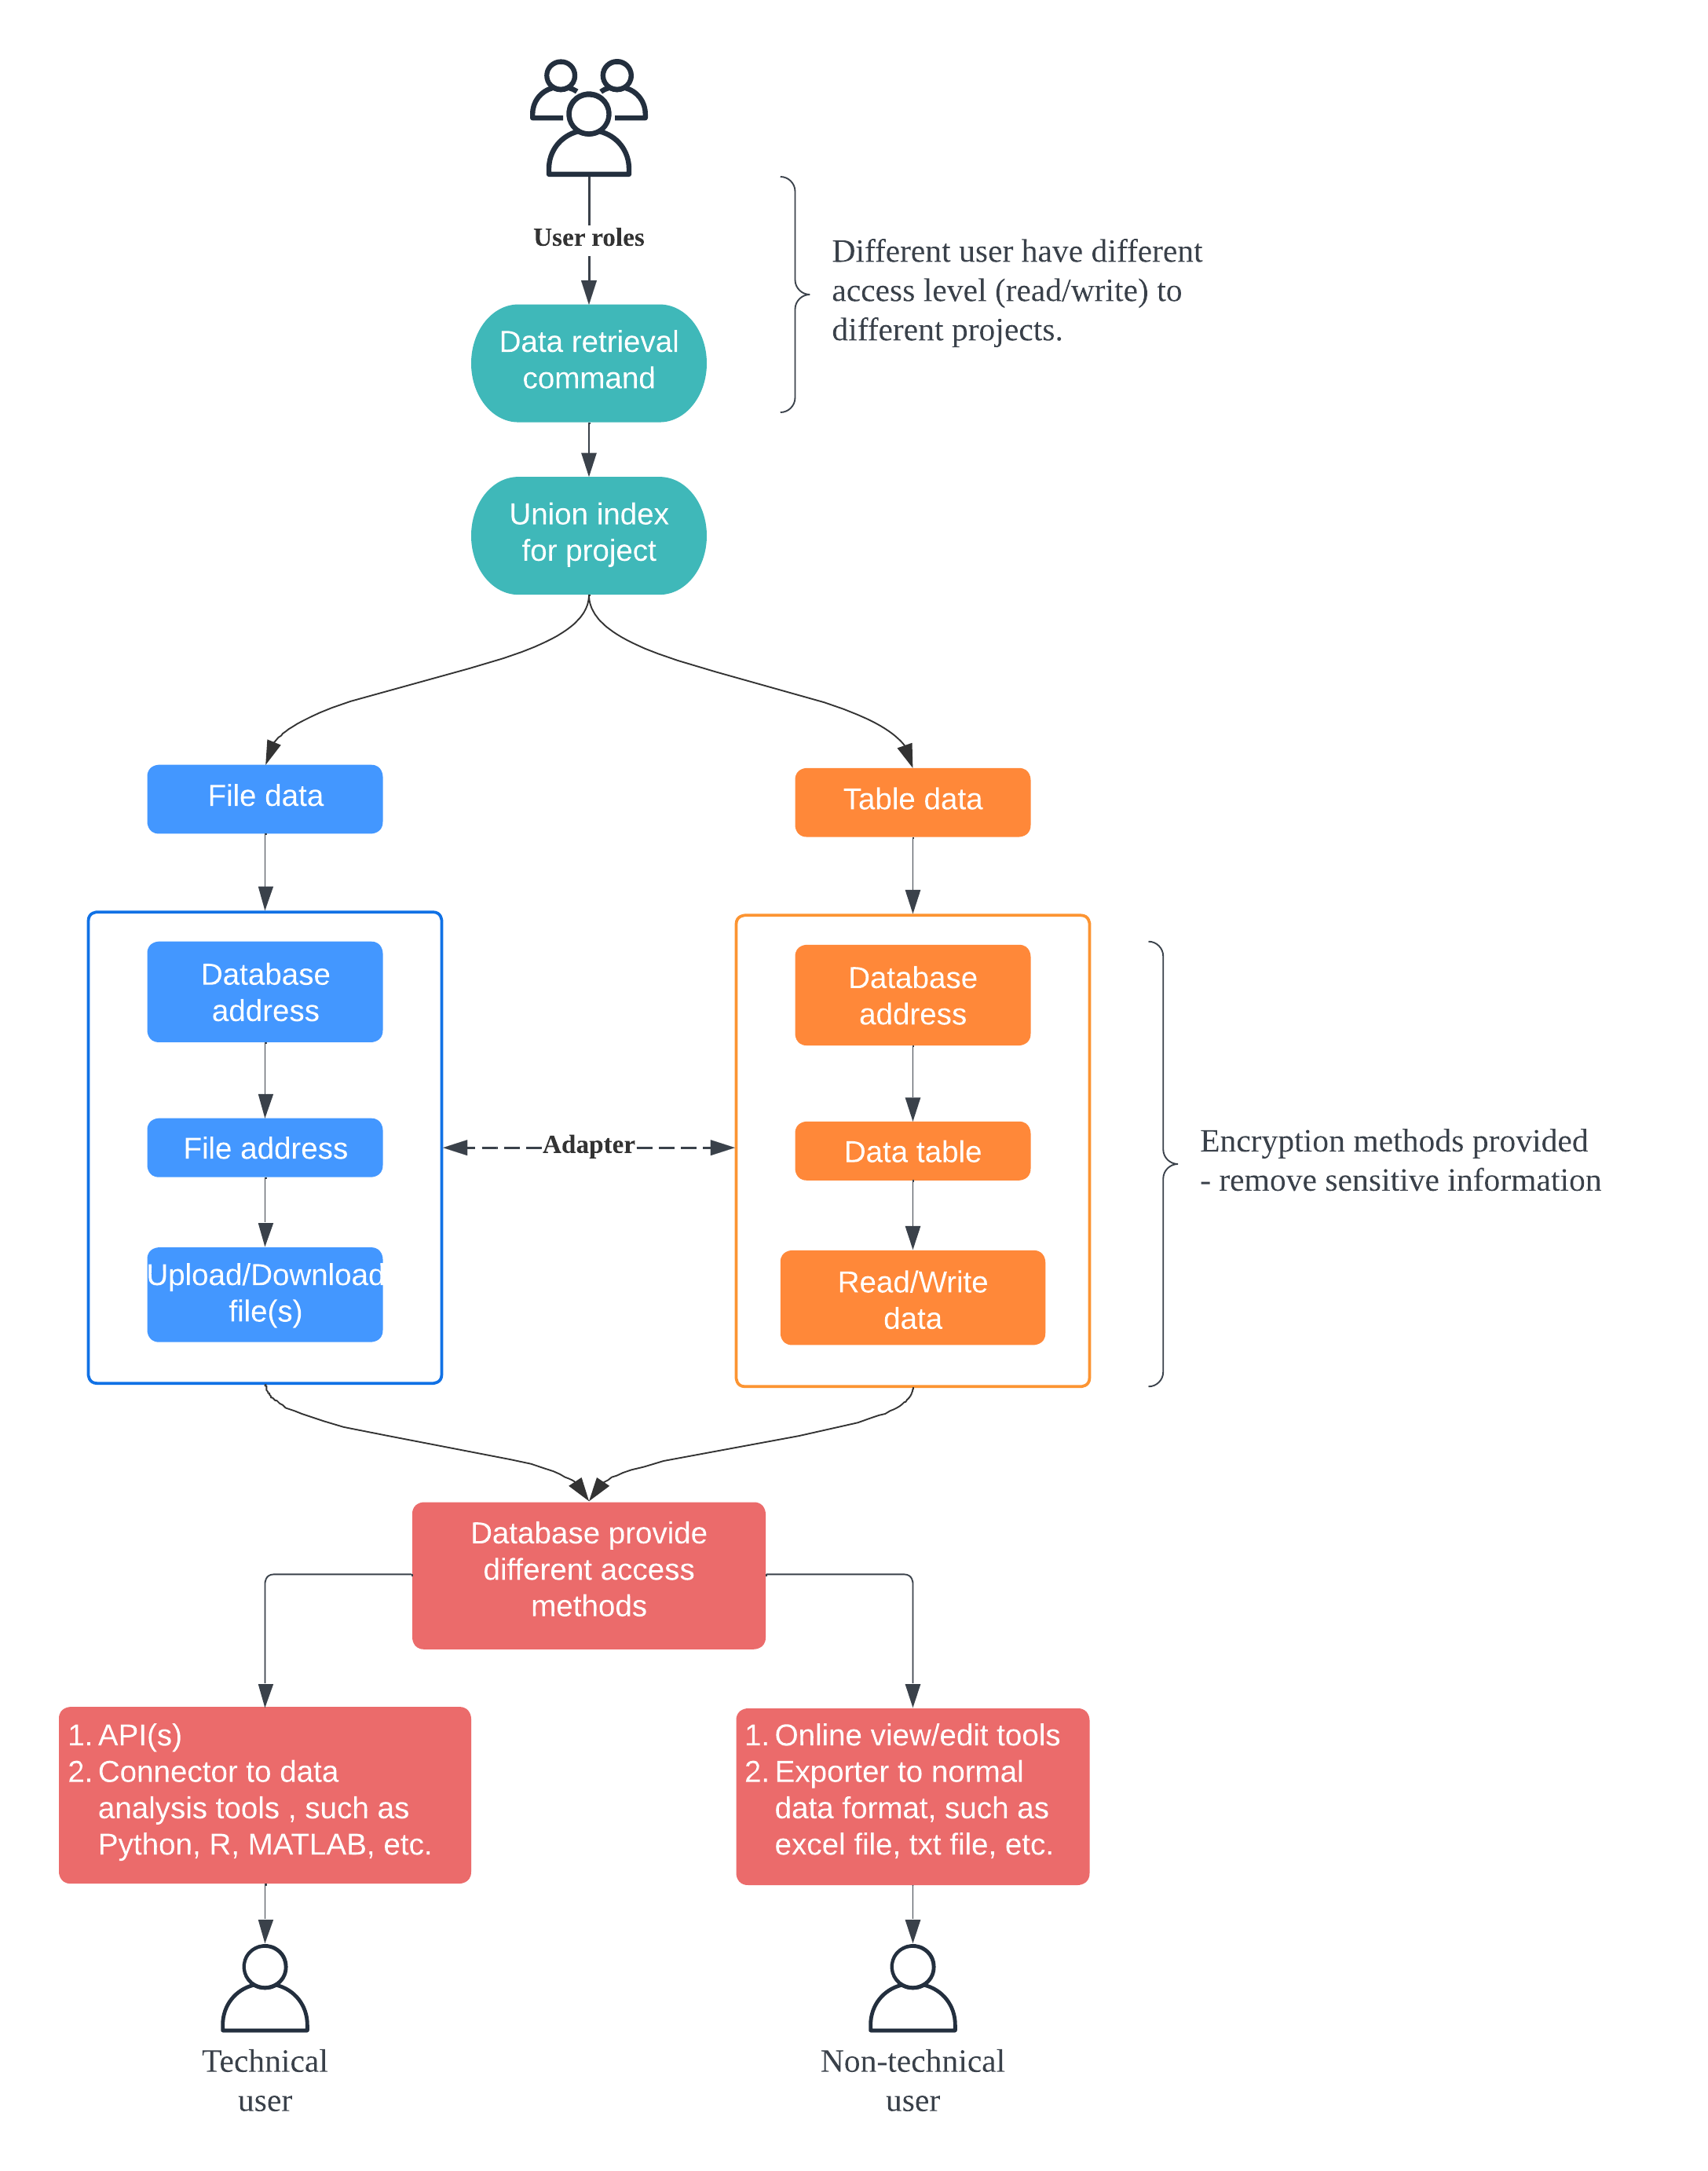 User roles
Different user have different
access level (read/write) to
different projects.
Data retrieval
command
Union index
for project
File data
Table data
Database
address
File address
Upload/Download
file(s)
Adapter
Database
address
Data table
Read/Write
data
Encryption methods provided
- remove sensitive information
Database provide
different access
methods
1. API(s)
2. Connector to data
analysis tools , such as
Python, R, MATLAB, etc.
1. Online view/edit tools
2. Exporter to normal
data format, such as
excel file, txt file, etc.
Technical
user
Non-technical
user